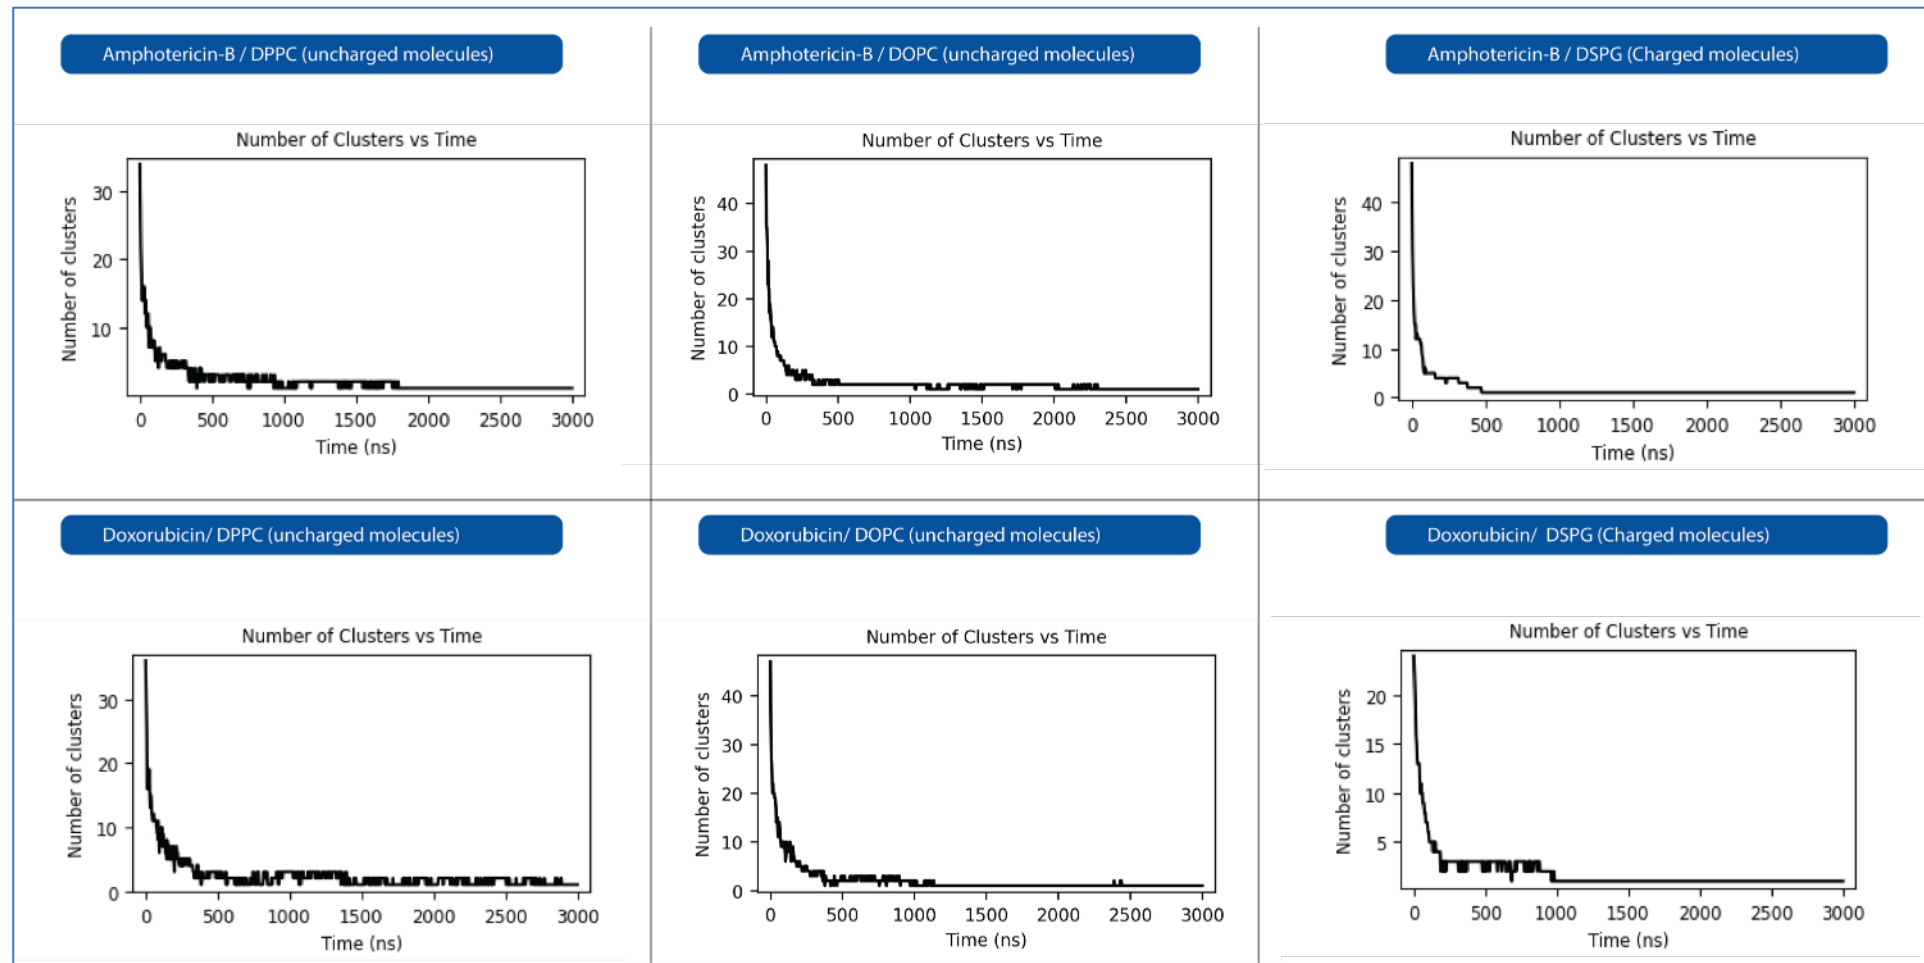 Amphotericin-B / DPPC (uncharged molecules)
Number of Clusters vs Time
Number of clusters
30
20
10
0 500 1000 1500 2000 2500 3000
Time (ns)
Amphotericin-B / DOPC (uncharged molecules)
Number of Clusters vs Time
Number of clusters
40
30
20
10
0
0 500 1000 1500 2000 2500 3000
Time (ns)
Amphotericin-B / DSPG (Charged molecules)
Number of Clusters vs Time
Number of clusters
40
30
20
10
0
0 500 1000 1500 2000 2500 3000
Time (ns)
Doxorubicin/ DPPC (uncharged molecules)
Number of Clusters vs Time
Number of clusters
30
20
10
0
0 500 1000 1500 2000 2500 3000
Time (ns)
Doxorubicin/ DOPC (uncharged molecules)
Number of Clusters vs Time
Number of clusters
40
30
20
10
0
0 500 1000 1500 2000 2500 3000
Time (ns)
Doxorubicin/ DSPG (Charged molecules)
Number of Clusters vs Time
Number of clusters
20
15
10
5
0 500 1000 1500 2000 2500 3000
Time (ns)